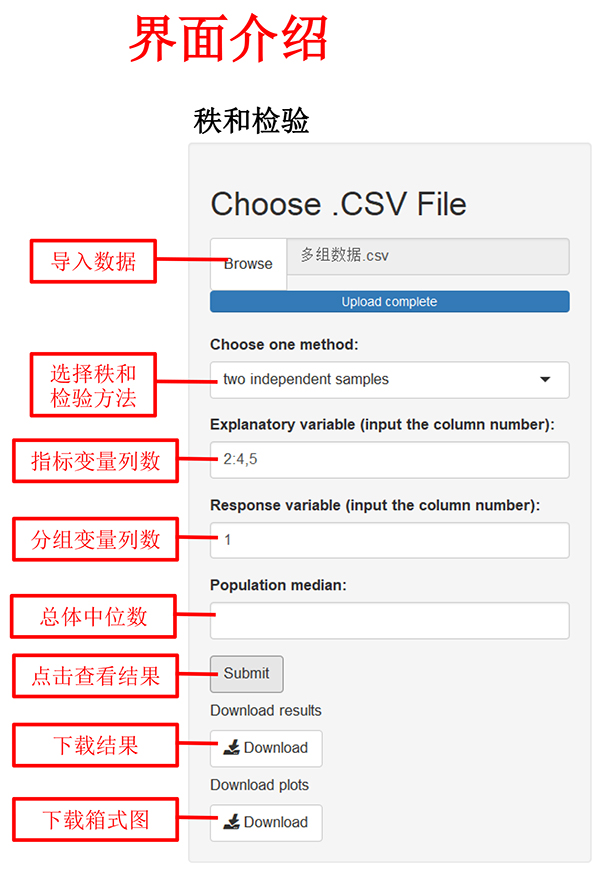 界面介绍
秩和检验
Choose .CSV File
导入数据
Browse
多组数据.csv
Upload complete
Choose one method:
选择秩和
检验方法
two independent samples
Explanatory variable (input the column number):
指标变量列数
2:4,5
Response variable (input the column number):
分组变量列数
1
Population median:
总体中位数
点击查看结果
Submit
Download results
下载结果
Download
Download plots
下载箱式图
Download